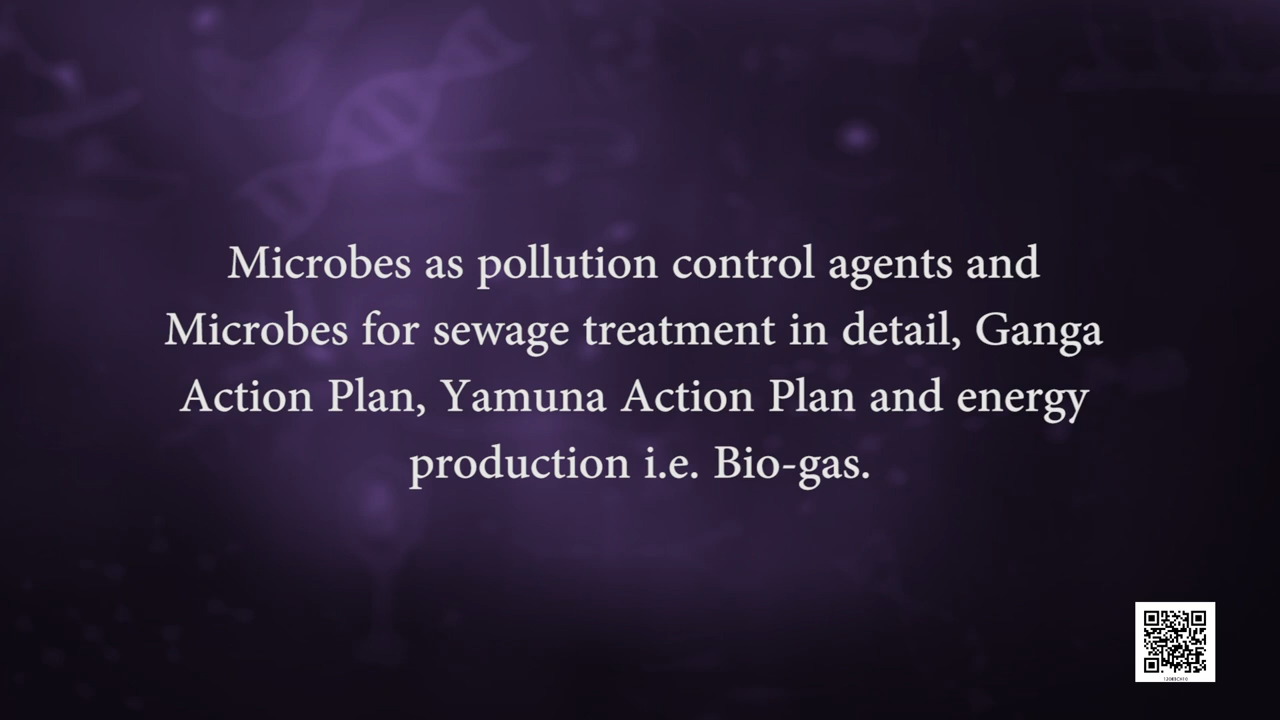 Microbes as pollution control agents and
Microbes for sewage treatment in detail, Ganga
Action Plan, Yamuna Action Plan and energy
production i.e. Bio-gas.